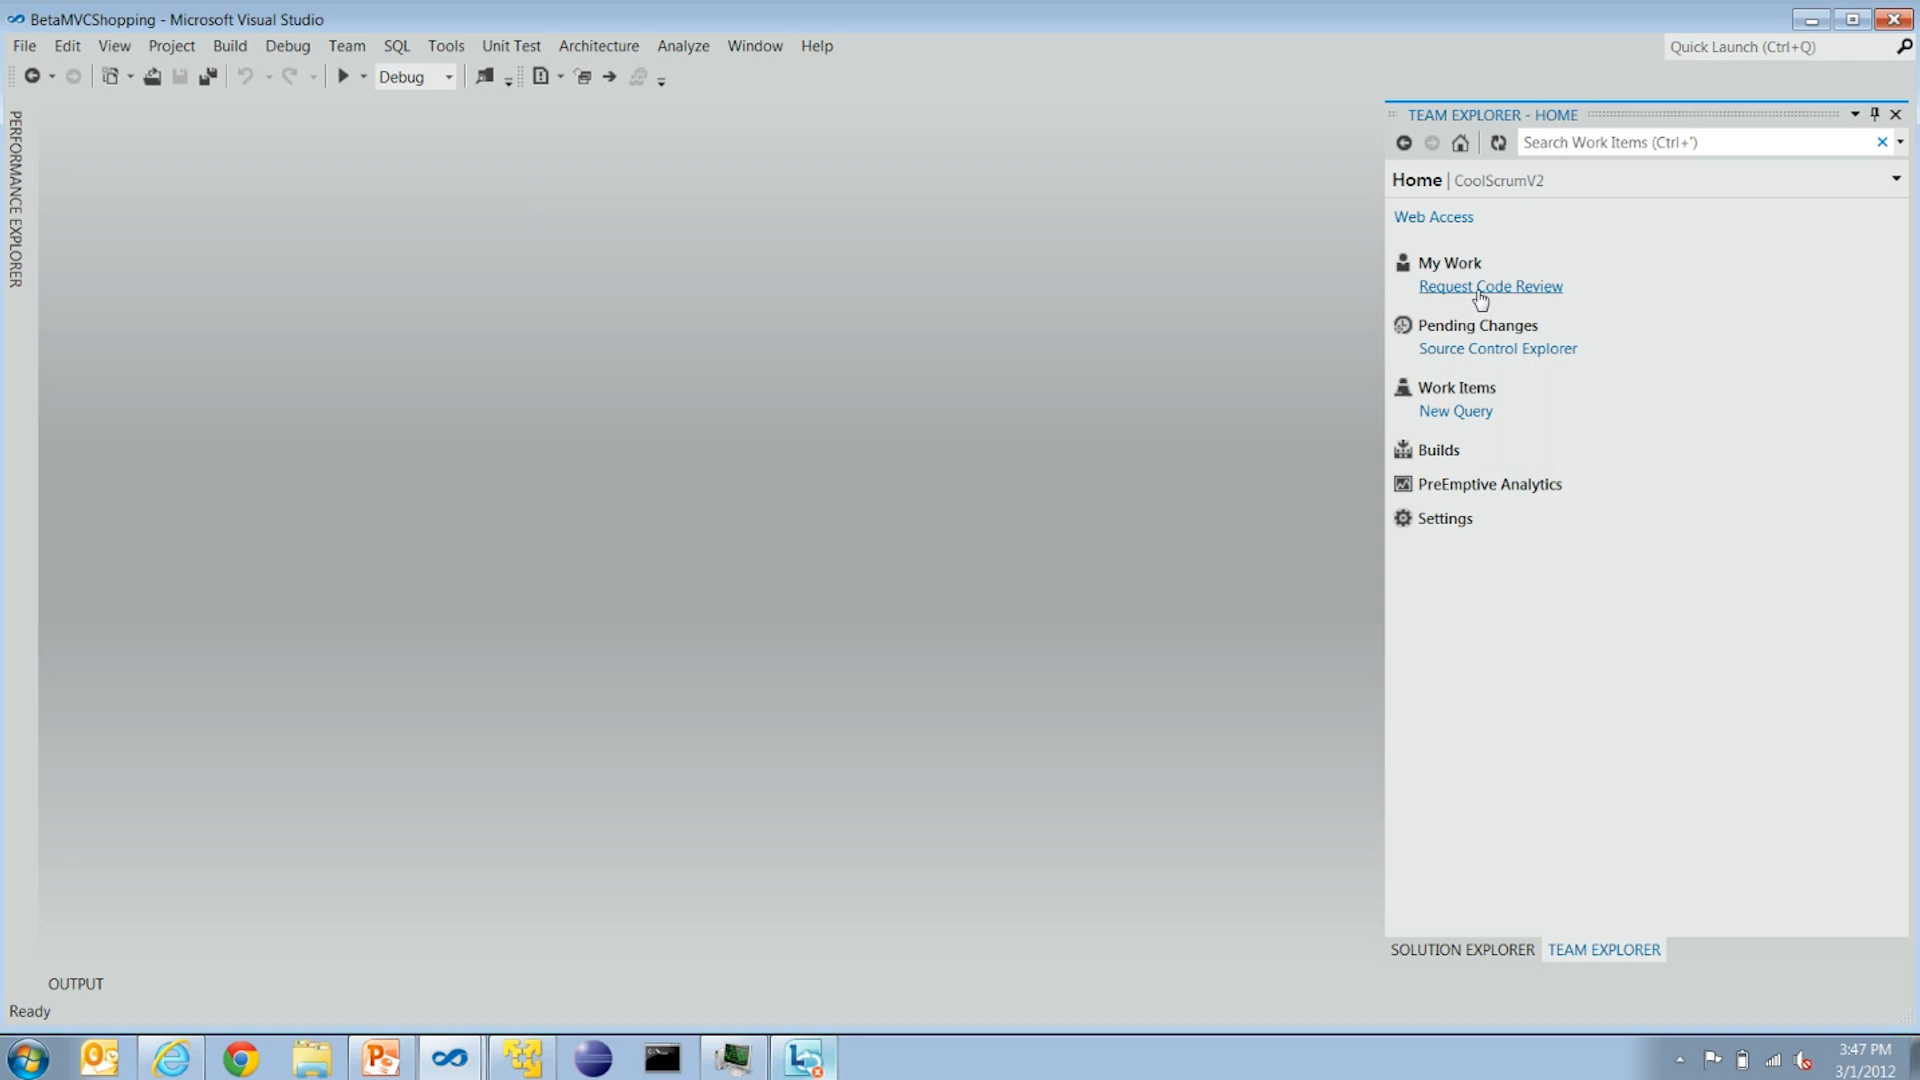 BetaMVCShopping - Microsoft Visual Studio
File Edit View Project Build Debug Team SQL Tools Unit Test Architecture Analyze Window Help
Quick Launch (Ctrl+Q)
Debug
PERFORMANCE EXPLORER
TEAM EXPLORER - HOME
Search Work Items (Ctrl+')
Home | CoolScrumV2
Web Access
My Work
Request Code Review
Pending Changes
Source Control Explorer
Work Items
New Query
Builds
PreEmptive Analytics
Settings
SOLUTION EXPLORER TEAM EXPLORER
OUTPUT
Ready
3:47 PM
3/1/2012